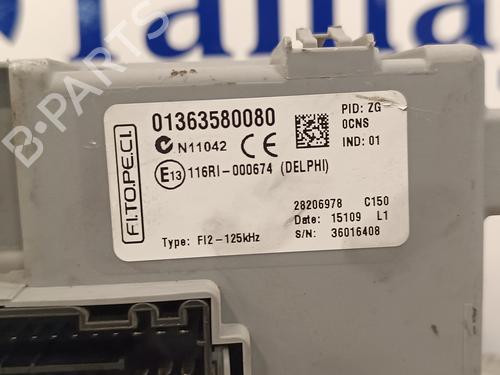 FI.TO.PE.CI.
01363580080
N11042 CE
E13 116RI-000674 (DELPHI)
Type: FI2-125kHz
PID: ZG-
0CNS
IND: 01
28206978 C150
Date: 15109 L1
S/N: 36016408
B-PARTS